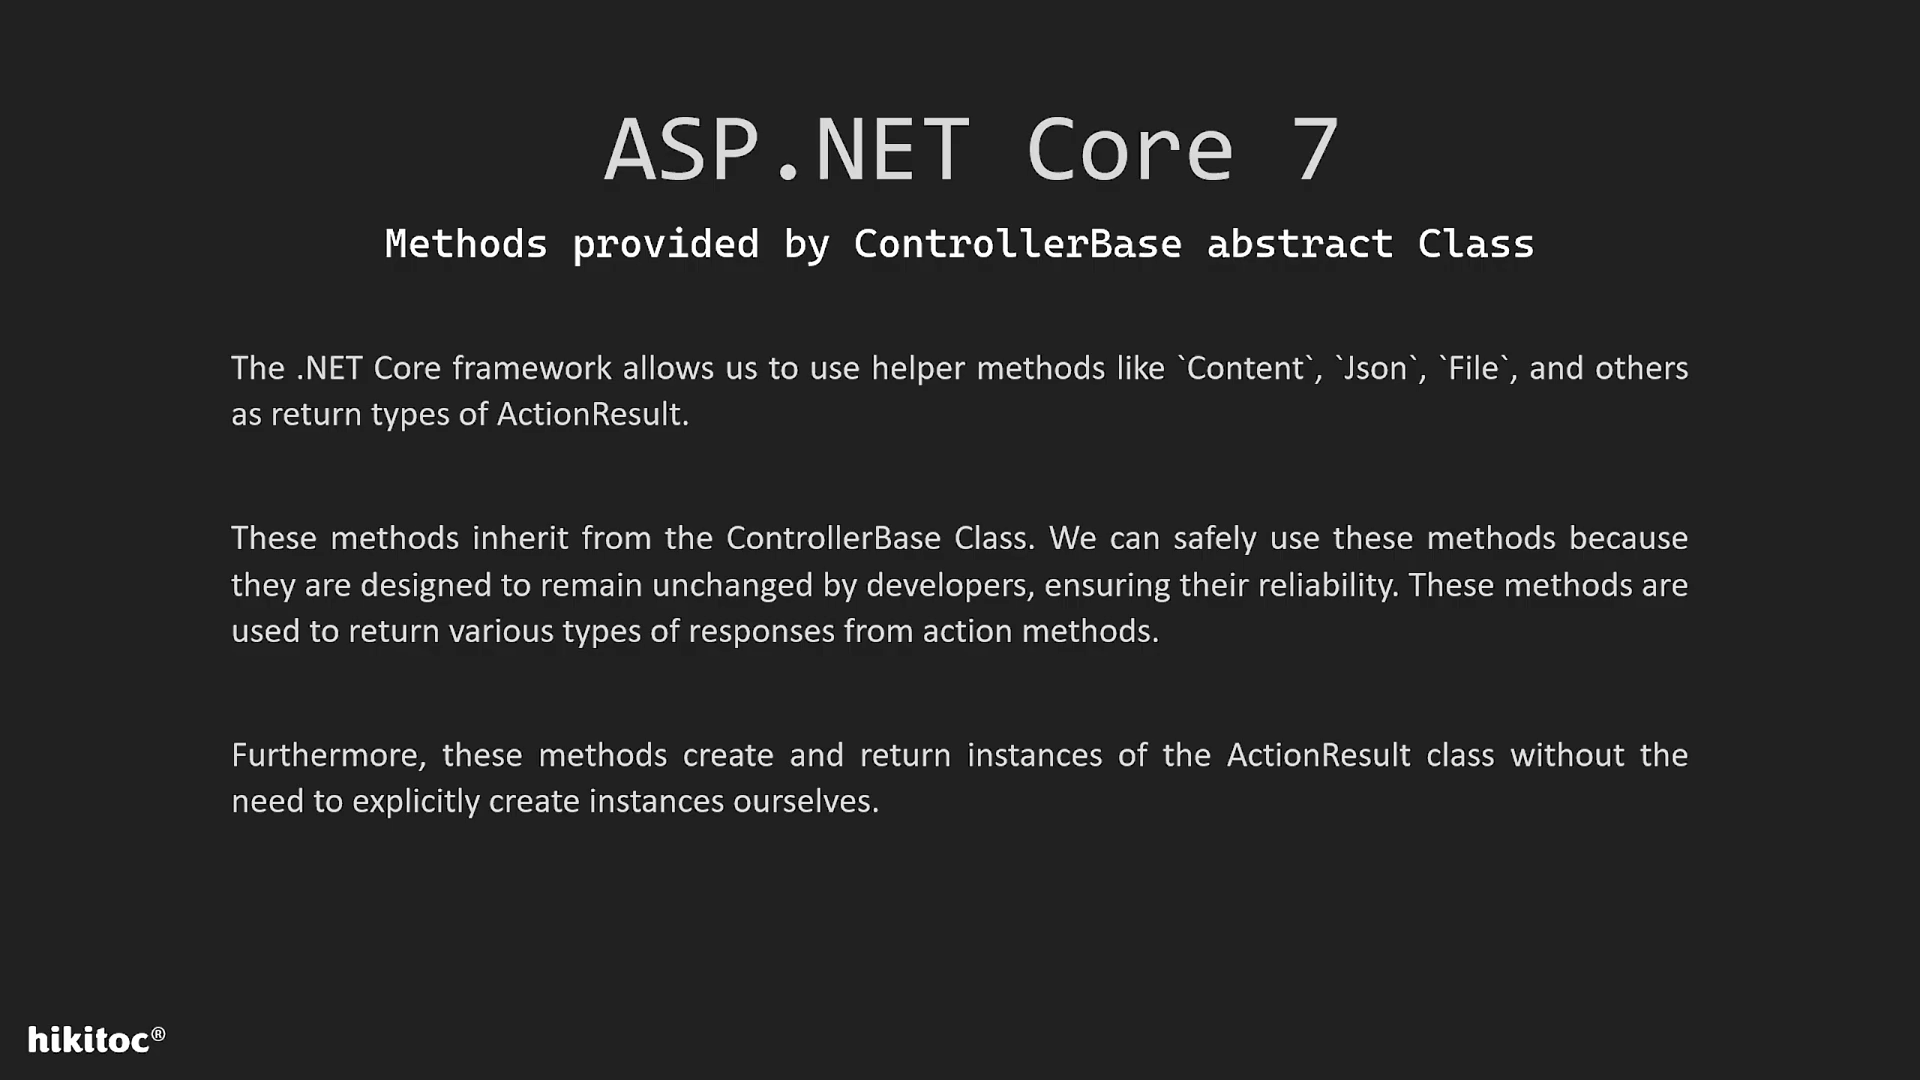 ASP.NET Core 7
Methods provided by ControllerBase abstract Class
The .NET Core framework allows us to use helper methods like `Content`, `Json`, `File`, and others
as return types of ActionResult.
These methods inherit from the ControllerBase Class. We can safely use these methods because
they are designed to remain unchanged by developers, ensuring their reliability. These methods are
used to return various types of responses from action methods.
Furthermore, these methods create and return instances of the ActionResult class without the
need to explicitly create instances ourselves.
hikitoc®